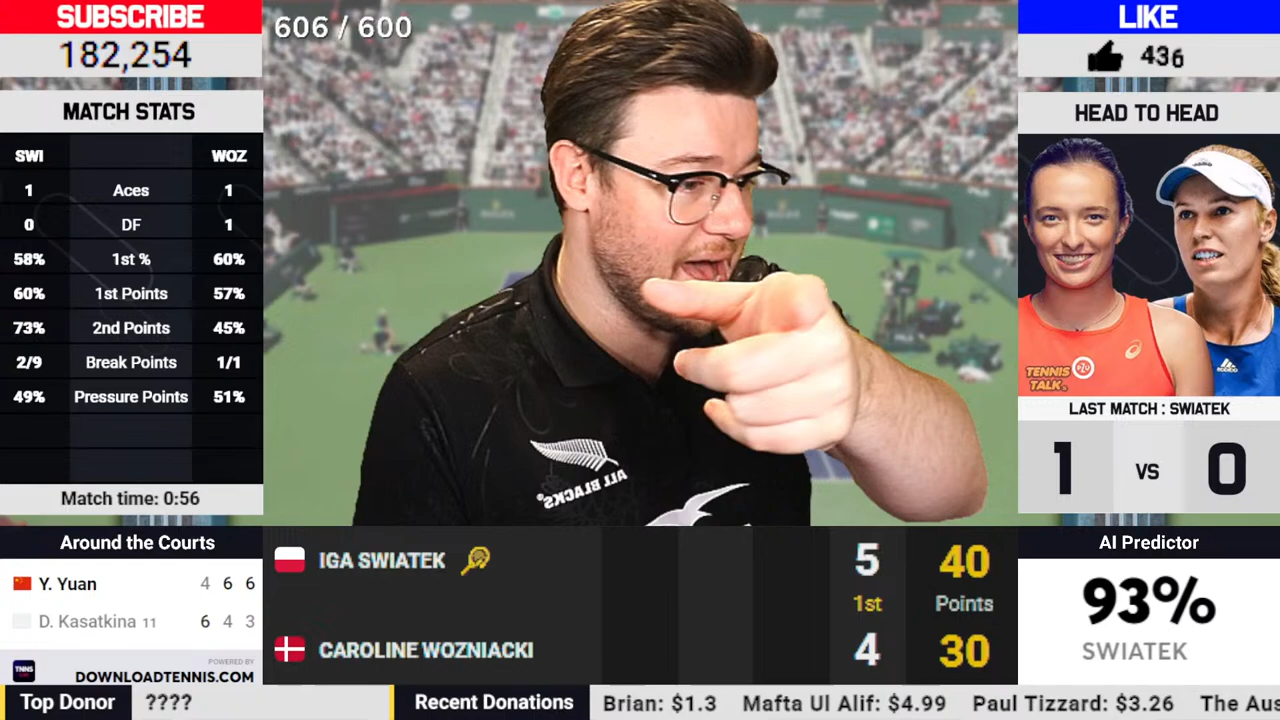 SUBSCRIBE
182,254
606 / 600
LIKE
436
MATCH STATS
SWI WOZ
1 Aces 1
0 DF 1
58% 1st % 60%
60% 1st Points 57%
73% 2nd Points 45%
2/9 Break Points 1/1
49% Pressure Points 51%
Match time: 0:56
HEAD TO HEAD
TENNIS
TALK
PZU
adidas
LAST MATCH : SWIATEK
1 VS 0
ALL BLACKS
Around the Courts
Y. Yuan 4 6 6
D. Kasatkina 11 6 4 3
TNNS
POWERED BY
DOWNLOADTENNIS.COM
IGA SWIATEK 5 40
1st Points
CAROLINE WOZNIACKI 4 30
AI Predictor
93%
SWIATEK
Top Donor ???? Recent Donations Brian: $1.3 Mafta Ul Alif: $4.99 Paul Tizzard: $3.26 The Aus